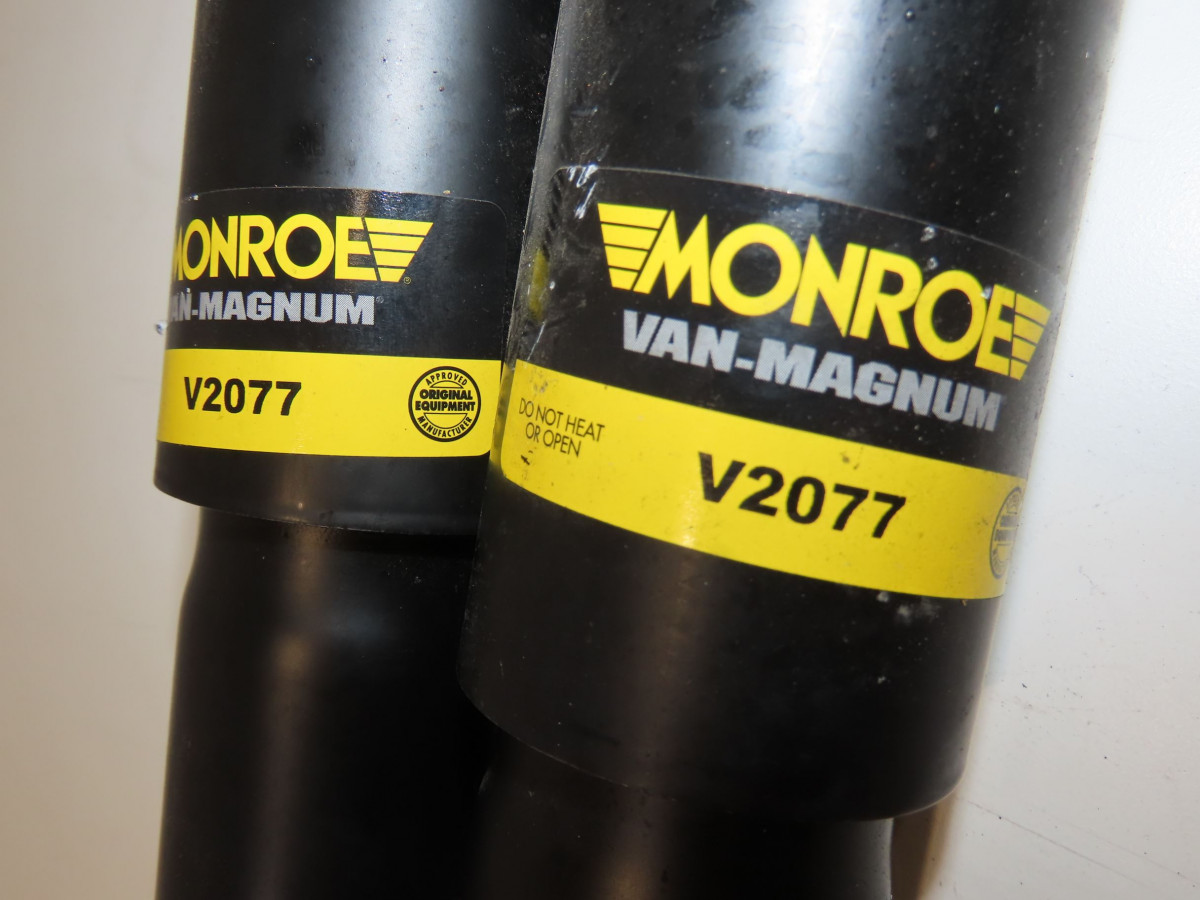 MONROE
VAN-MAGNUM
V2077
APPROVED
ORIGINAL
EQUIPMENT
MANUFACTURER
MONROE
VAN-MAGNUM
DO NOT HEAT
OR OPEN
V2077